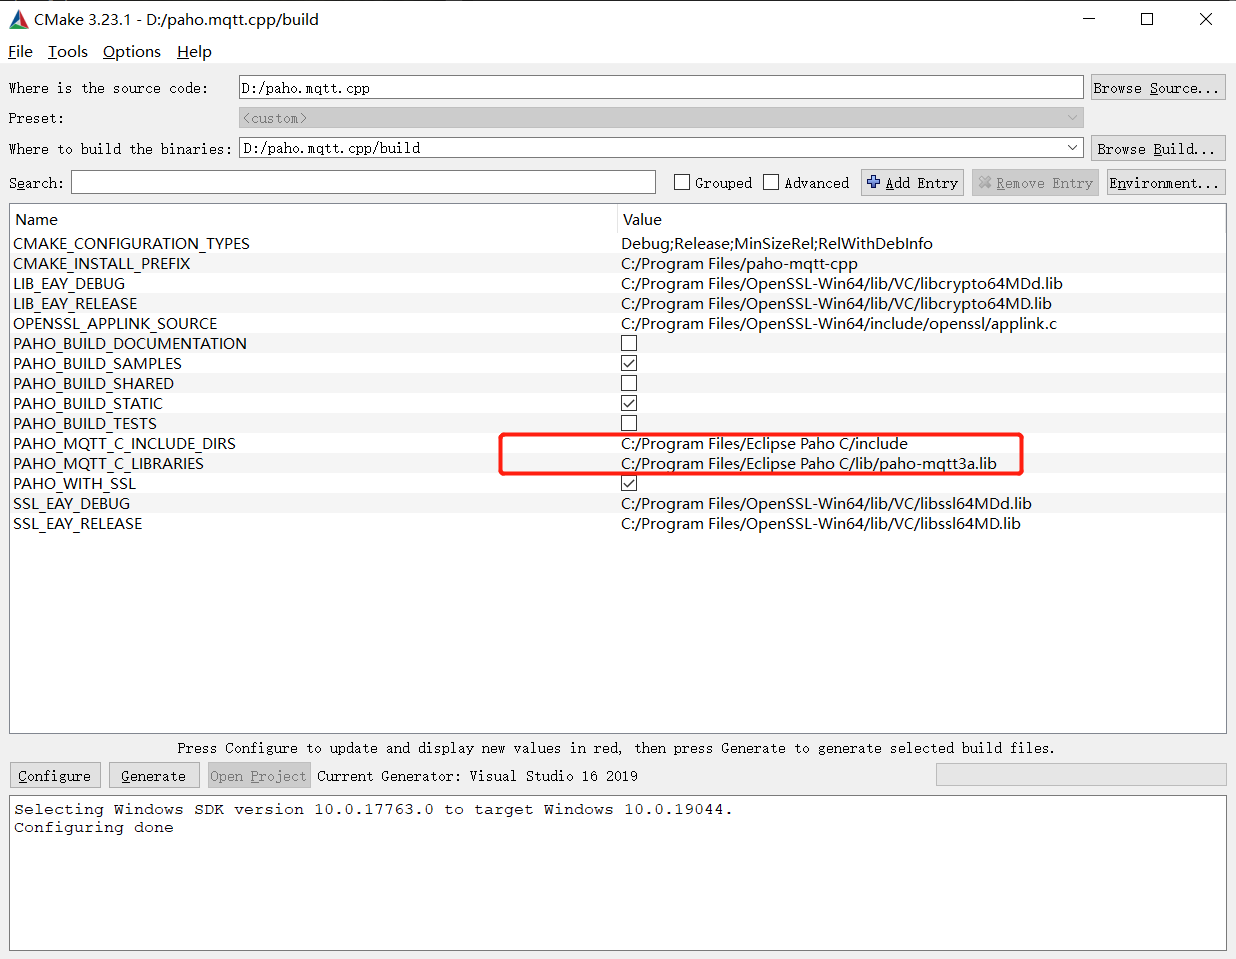 CMake 3.23.1 - D:/paho.mqtt.cpp/build
File Tools Options Help
Where is the source code: D:/paho.mqtt.cpp Browse Source...
Preset: <custom>
Where to build the binaries: D:/paho.mqtt.cpp/build Browse Build...
Search: Grouped Advanced Add Entry Remove Entry Environment...
Name Value
CMAKE_CONFIGURATION_TYPES Debug;Release;MinSizeRel;RelWithDebInfo
CMAKE_INSTALL_PREFIX C:/Program Files/paho-mqtt-cpp
LIB_EAY_DEBUG C:/Program Files/OpenSSL-Win64/lib/VC/libcrypto64MDd.lib
LIB_EAY_RELEASE C:/Program Files/OpenSSL-Win64/lib/VC/libcrypto64MD.lib
OPENSSL_APPLINK_SOURCE C:/Program Files/OpenSSL-Win64/include/openssl/applink.c
PAHO_BUILD_DOCUMENTATION
PAHO_BUILD_SAMPLES
PAHO_BUILD_SHARED
PAHO_BUILD_STATIC
PAHO_BUILD_TESTS
PAHO_MQTT_C_INCLUDE_DIRS C:/Program Files/Eclipse Paho C/include
PAHO_MQTT_C_LIBRARIES C:/Program Files/Eclipse Paho C/lib/paho-mqtt3a.lib
PAHO_WITH_SSL
SSL_EAY_DEBUG C:/Program Files/OpenSSL-Win64/lib/VC/libssl64MDd.lib
SSL_EAY_RELEASE C:/Program Files/OpenSSL-Win64/lib/VC/libssl64MD.lib
Press Configure to update and display new values in red, then press Generate to generate selected build files.
Configure Generate Open Project Current Generator: Visual Studio 16 2019
Selecting Windows SDK version 10.0.17763.0 to target Windows 10.0.19044.
Configuring done